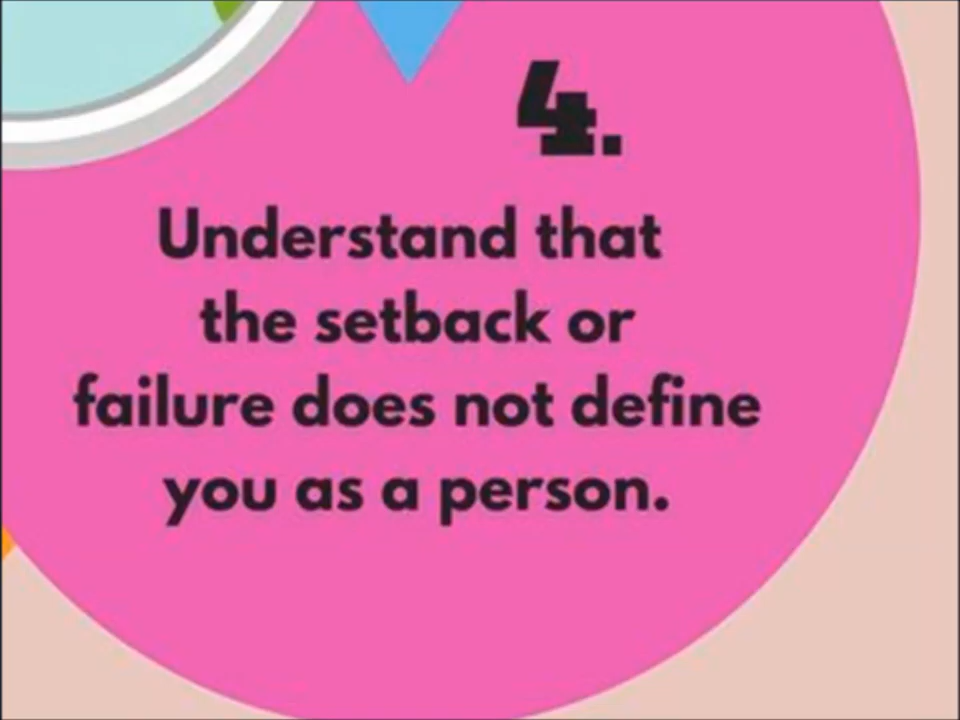 4.
Understand that
the setback or
failure does not define
you as a person.